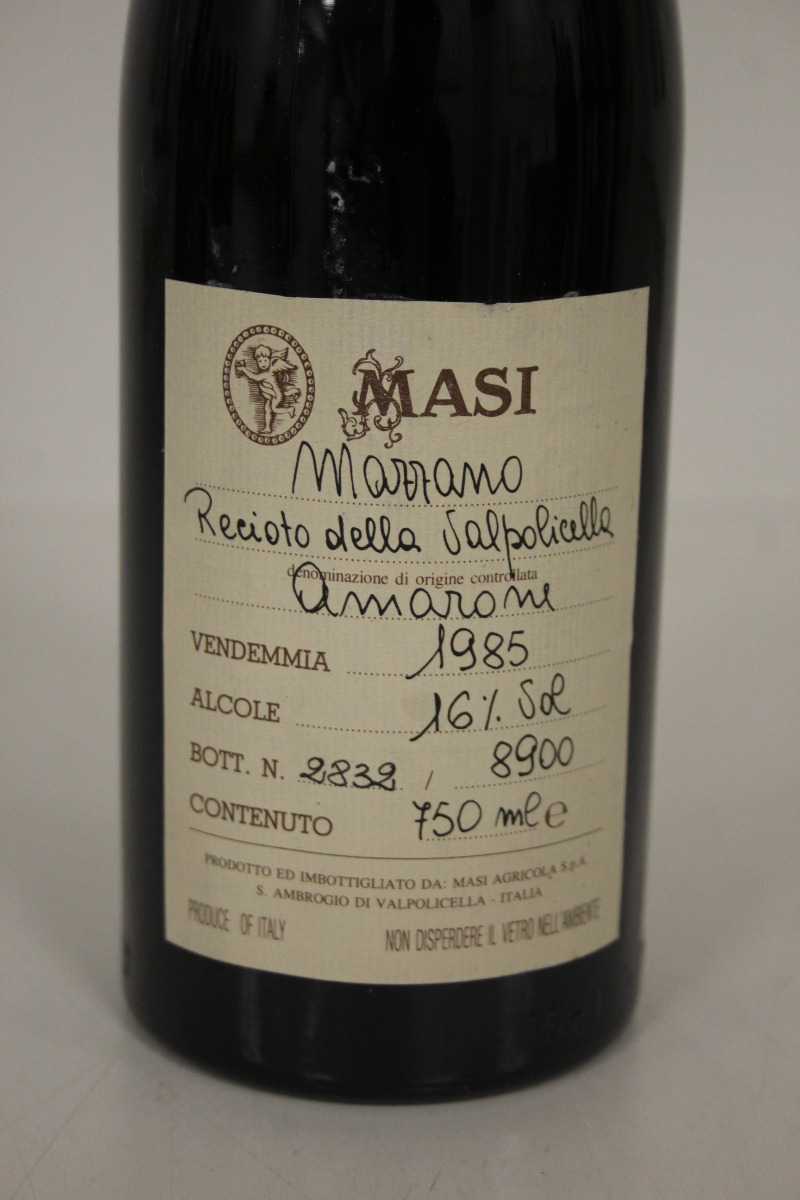 MASI
Mazzano
Recioto della Valpolicella
denominazione di origine controllata
Amarone
VENDEMMIA 1985
ALCOLE 16% Vol
BOTT. N. 2832 / 8900
CONTENUTO 750 ml e
PRODOTTO ED IMBOTTIGLIATO DA: MASI AGRICOLA S.p.A.
S. AMBROGIO DI VALPOLICELLA - ITALIA
PRODUCE OF ITALY NON DISPERDERE IL VETRO NELL'AMBIENTE